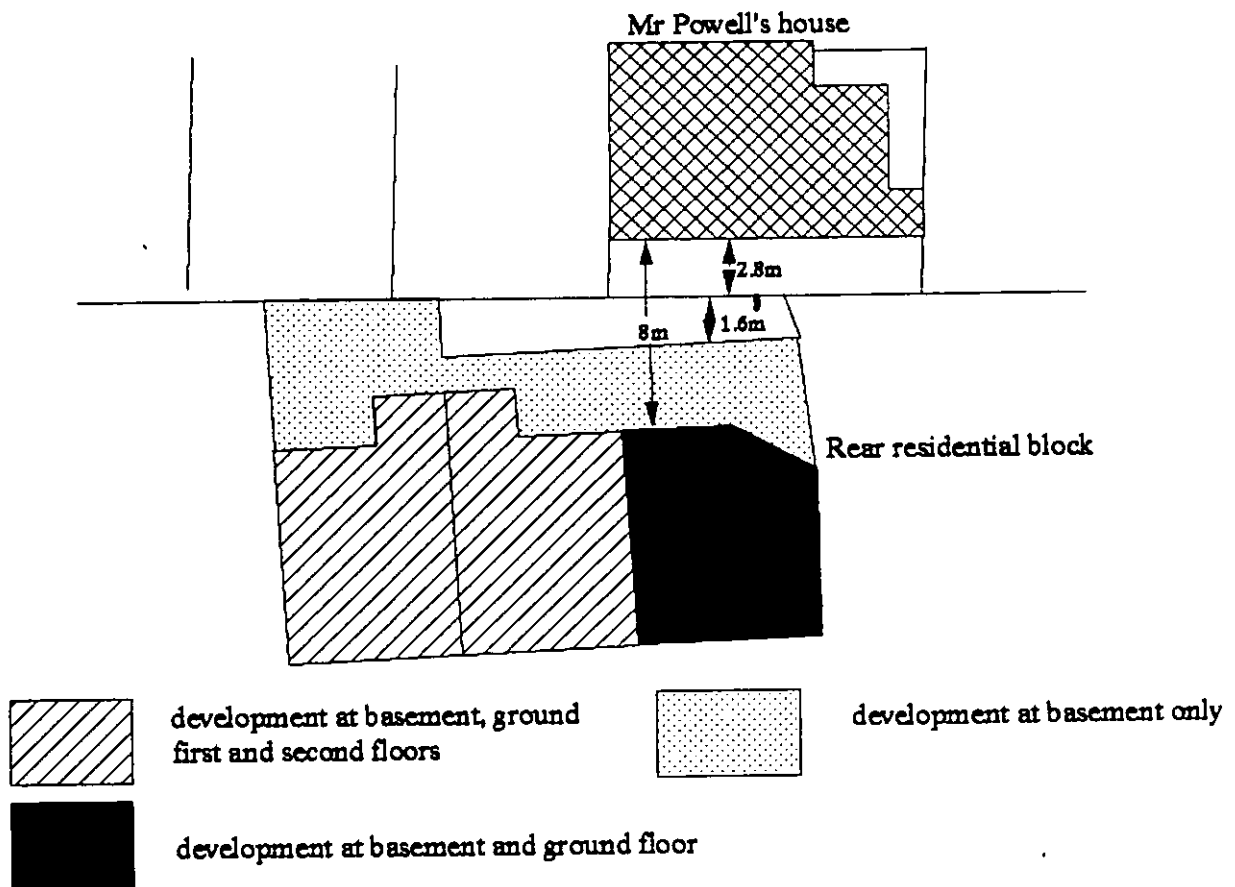 Mr Powell's house
2.8m
8m
1.6m
Rear residential block
development at basement, ground
first and second floors
development at basement only
development at basement and ground floor